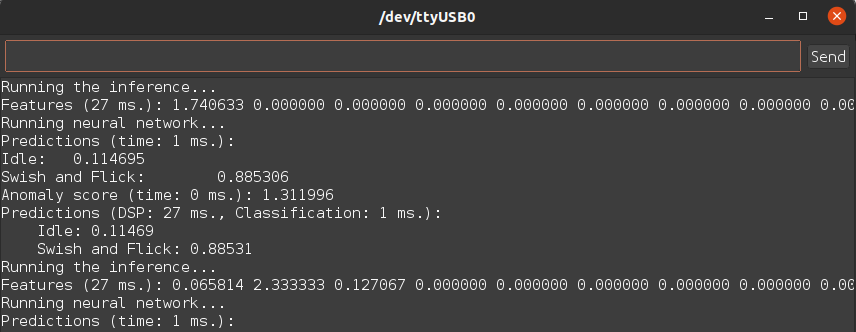 /dev/ttyUSB0
Send
Running the inference...
Features (27 ms.): 1.740633 0.000000 0.000000 0.000000 0.000000 0.000000 0.000000 0.000000 0.00
Running neural network...
Predictions (time: 1 ms.):
Idle:   0.114695
Swish and Flick:        0.885306
Anomaly score (time: 0 ms.): 1.311996
Predictions (DSP: 27 ms., Classification: 1 ms.):
    Idle: 0.11469
    Swish and Flick: 0.88531
Running the inference...
Features (27 ms.): 0.065814 2.333333 0.127067 0.000000 0.000000 0.000000 0.000000 0.000000 0.00
Running neural network...
Predictions (time: 1 ms.):